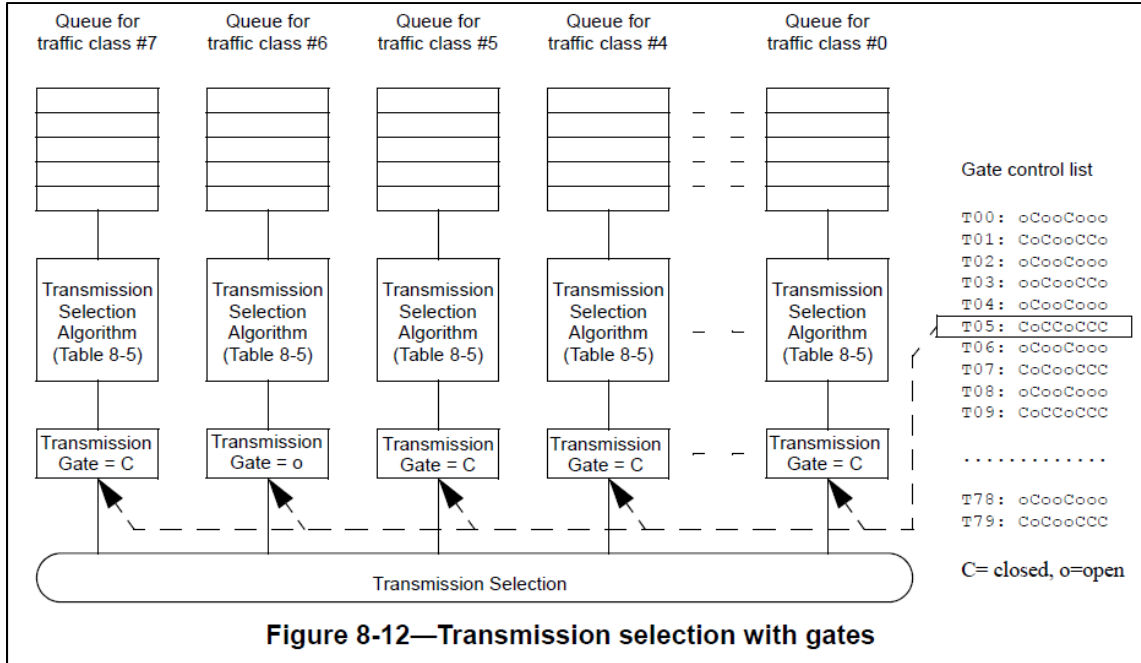 Queue for traffic class #7
Queue for traffic class #6
Queue for traffic class #5
Queue for traffic class #4
Queue for traffic class #0
Gate control list
T00: oCooCooo
T01: CoCooCCo
T02: oCooCooo
T03: ooCooCCo
T04: oCooCooo
T05: CoCCoCCC
T06: oCooCooo
T07: CoCooCCC
T08: oCooCooo
T09: CoCCoCCC
. . . . . . . . . . . . .
T78: oCooCooo
T79: CoCooCCC
C= closed, o=open
Transmission Selection Algorithm (Table 8-5)
Transmission Selection Algorithm (Table 8-5)
Transmission Selection Algorithm (Table 8-5)
Transmission Selection Algorithm (Table 8-5)
Transmission Selection Algorithm (Table 8-5)
Transmission Gate = C
Transmission Gate = o
Transmission Gate = C
Transmission Gate = C
Transmission Gate = C
Transmission Selection
Figure 8-12—Transmission selection with gates